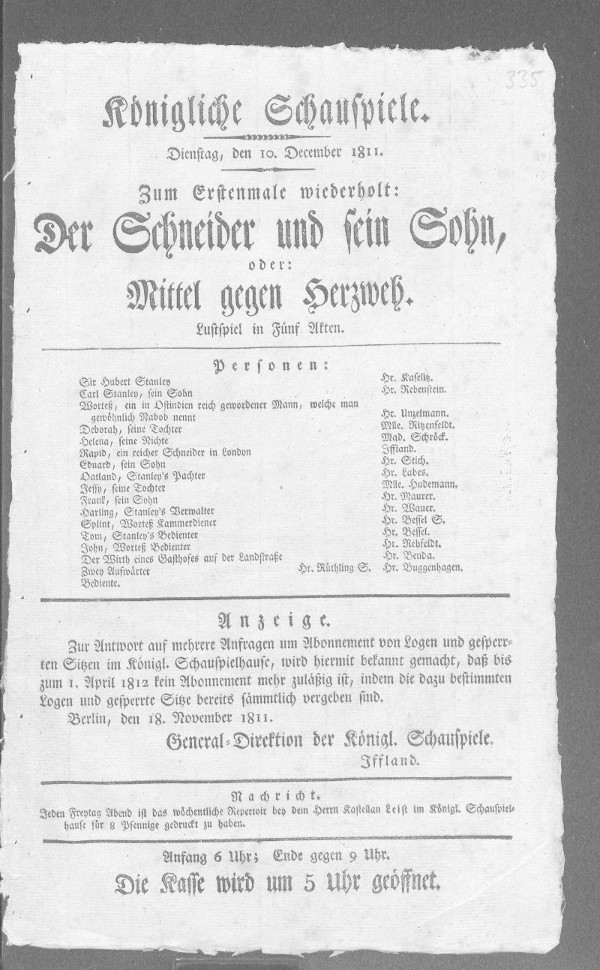 335
Königliche Schauspiele.
Dienstag, den 10. December 1811.
Zum Erstenmale wiederholt:
Der Schneider und sein Sohn,
oder:
Mittel gegen Herzweh.
Lustspiel in Fünf Akten.
Personen:
Sir Hubert Stanley Hr. Kaselitz.
Carl Stanley, sein Sohn Hr. Rebenstein.
Worteß, ein in Ostindien reich gewordener Mann, welche man
gewöhnlich Nabob nennt Hr. Unzelmann.
Deborah, seine Tochter Mlle. Ritzenfeldt.
Helena, seine Nichte Mad. Schröck.
Rapid, ein reicher Schneider in London Iffland.
Eduard, sein Sohn Hr. Stich.
Oatland, Stanley's Pachter Hr. Labes.
Jessy, seine Tochter Mlle. Hudemann.
Frank, sein Sohn Hr. Maurer.
Harling, Stanley's Verwalter Hr. Wauer.
Splint, Worteß Kammerdiener Hr. Bessel S.
Tom, Stanley's Bedienter Hr. Bessel.
John, Worteß Bedienter Hr. Rehfeldt.
Der Wirth eines Gasthofes auf der Landstraße Hr. Benda.
Zwey Aufwärter Hr. Rüthling S. Hr. Buggenhagen.
Bediente.
Anzeige.
Zur Antwort auf mehrere Anfragen um Abonnement von Logen und gesperr-
ten Sitzen im Königl. Schauspielhause, wird hiermit bekannt gemacht, daß bis
zum 1. April 1812 kein Abonnement mehr zuläßig ist, indem die dazu bestimmten
Logen und gesperrte Sitze bereits sämmtlich vergeben sind.
Berlin, den 18. November 1811.
General-Direktion der Königl. Schauspiele.
Iffland.
Nachricht.
Jeden Freytag Abend ist das wöchentliche Repertoir bey dem Herrn Kastellan Leist im Königl. Schauspiel-
hause für 8 Pfennige gedruckt zu haben.
Anfang 6 Uhr; Ende gegen 9 Uhr.
Die Kasse wird um 5 Uhr geöffnet.